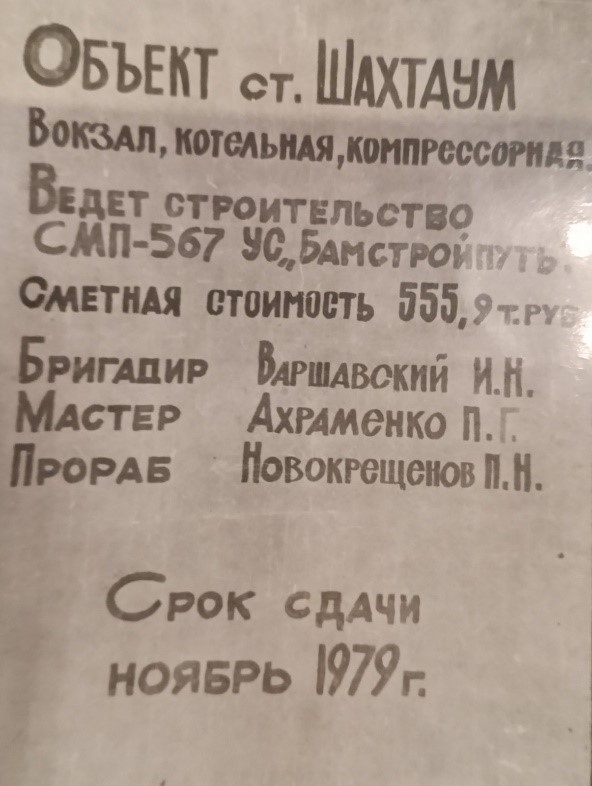 Объект ст. Шахтаум
Вокзал, котельная, компрессорная.
Ведет строительство
СМП-567 УС „Бамстройпуть.
Сметная стоимость 555,9 т.руб
Бригадир Варшавский И.Н.
Мастер Ахраменко П.Г.
Прораб Новокрещенов П.Н.
Срок сдачи
ноябрь 1979 г.